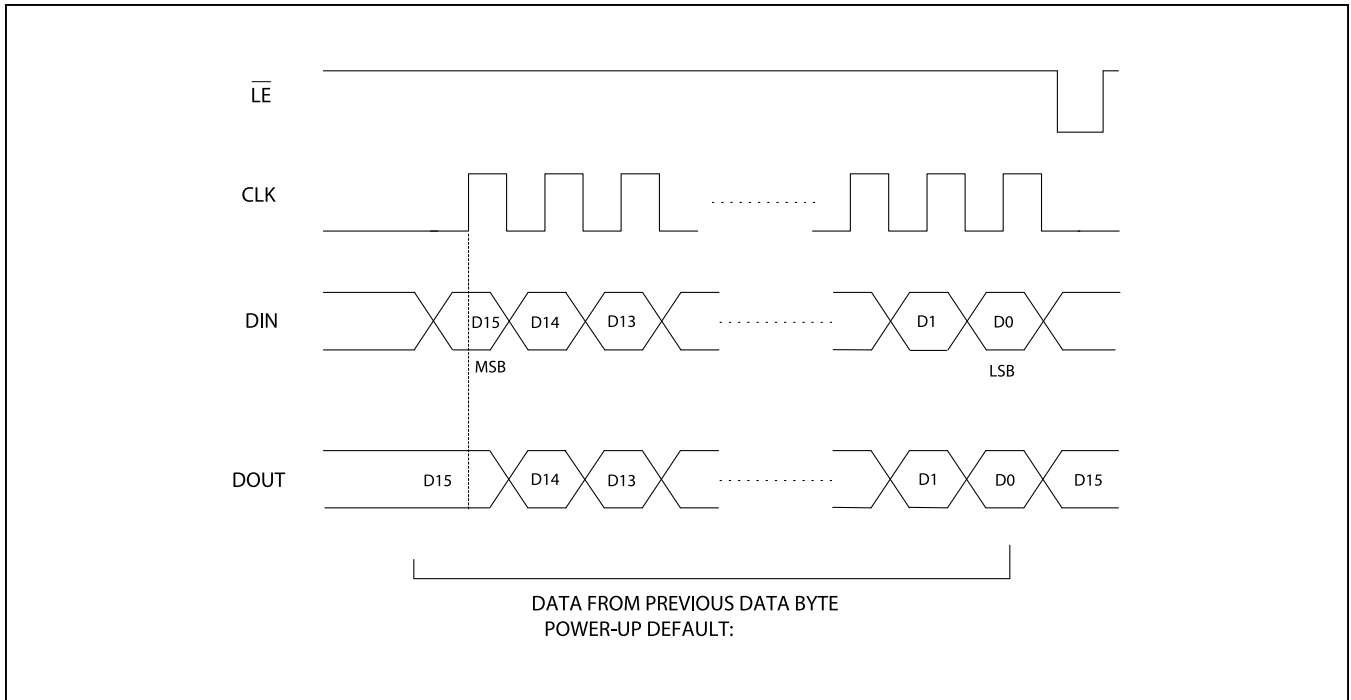 L̅E̅
CLK
DIN
D15 D14 D13 D1 D0
MSB LSB
DOUT
D15 D14 D13 D1 D0 D15
DATA FROM PREVIOUS DATA BYTE
POWER-UP DEFAULT: